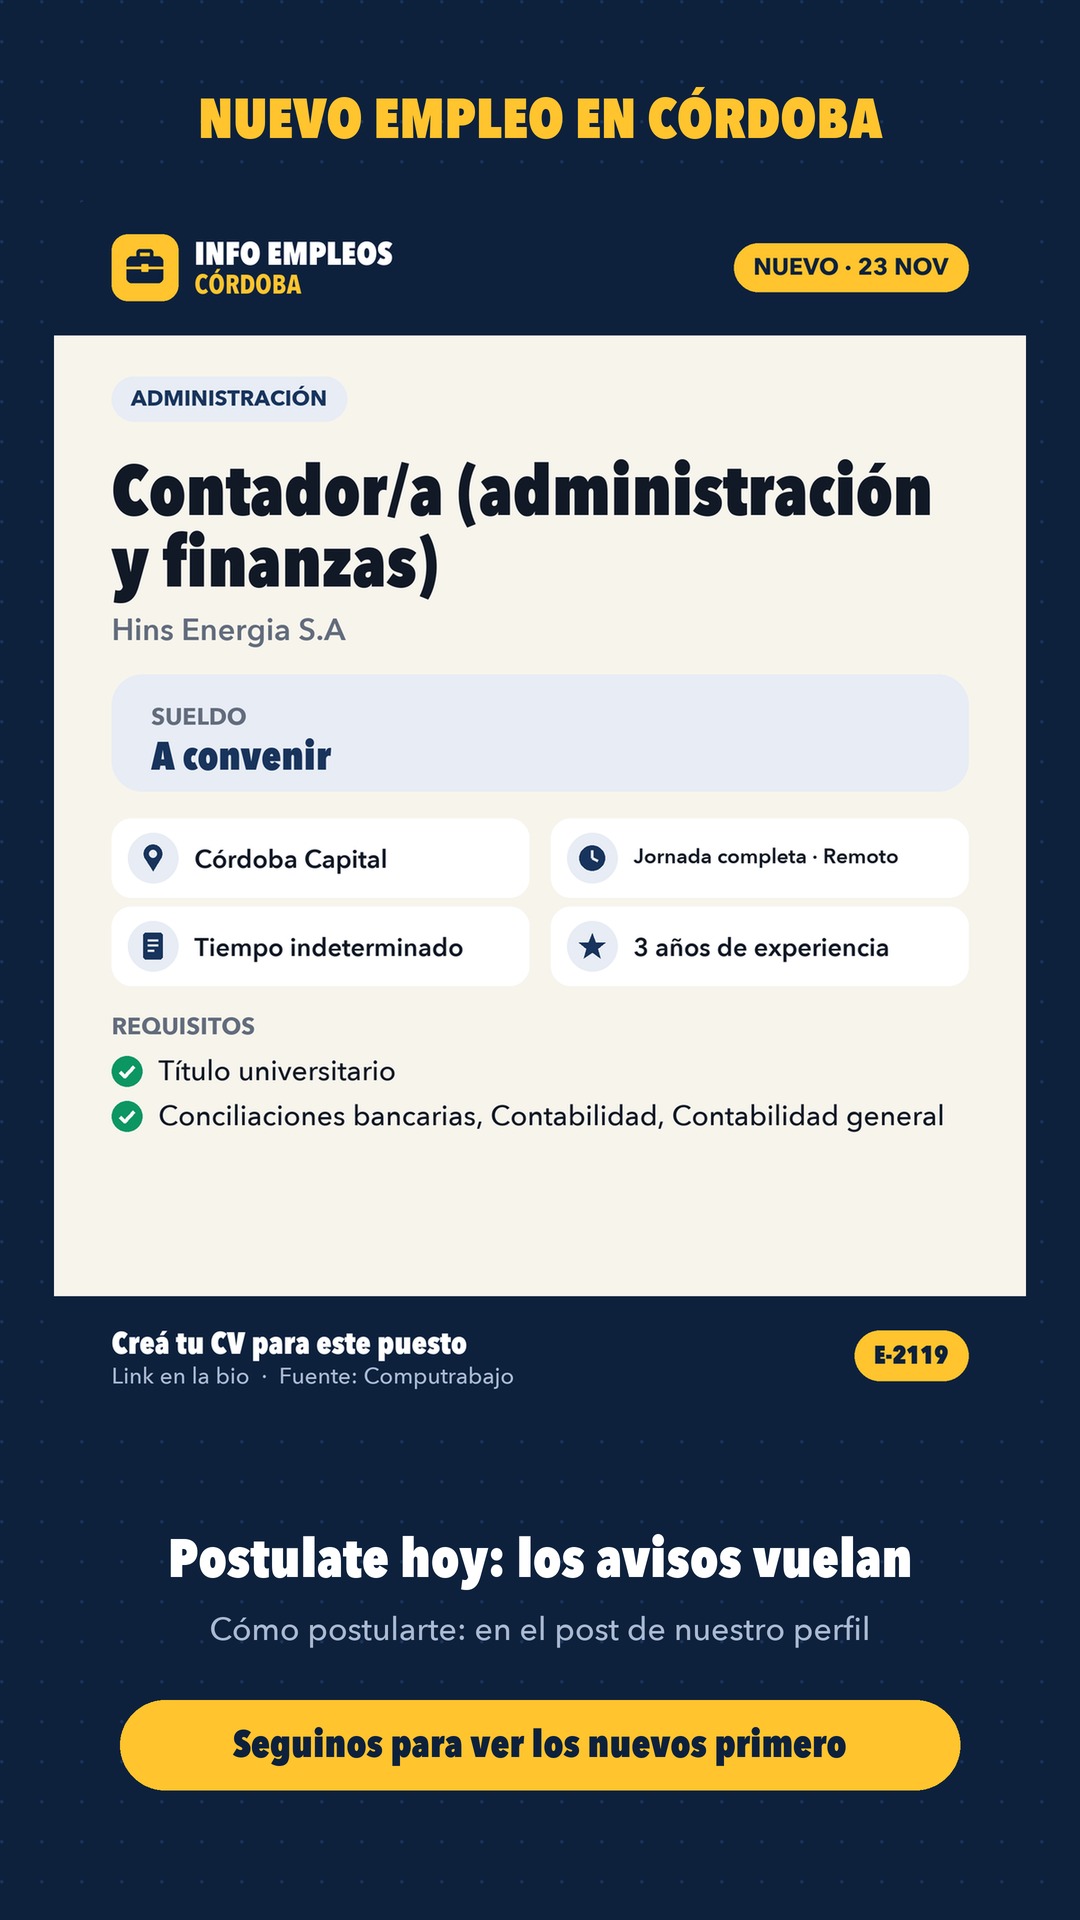 NUEVO EMPLEO EN CÓRDOBA
INFO EMPLEOS
CÓRDOBA
NUEVO · 23 NOV
ADMINISTRACIÓN
Contador/a (administración
y finanzas)
Hins Energia S.A
SUELDO
A convenir
Córdoba Capital
Jornada completa · Remoto
Tiempo indeterminado
3 años de experiencia
REQUISITOS
Título universitario
Conciliaciones bancarias, Contabilidad, Contabilidad general
Creá tu CV para este puesto
Link en la bio · Fuente: Computrabajo
E-2119
Postulate hoy: los avisos vuelan
Cómo postularte: en el post de nuestro perfil
Seguinos para ver los nuevos primero